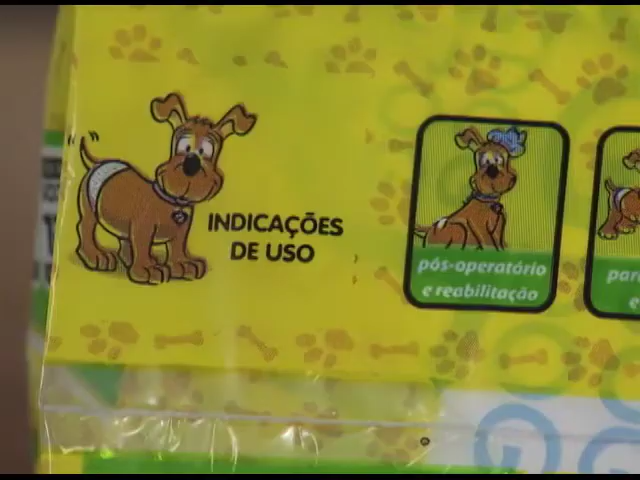 INDICAÇÕES
DE USO
pós-operatório
e reabilitação